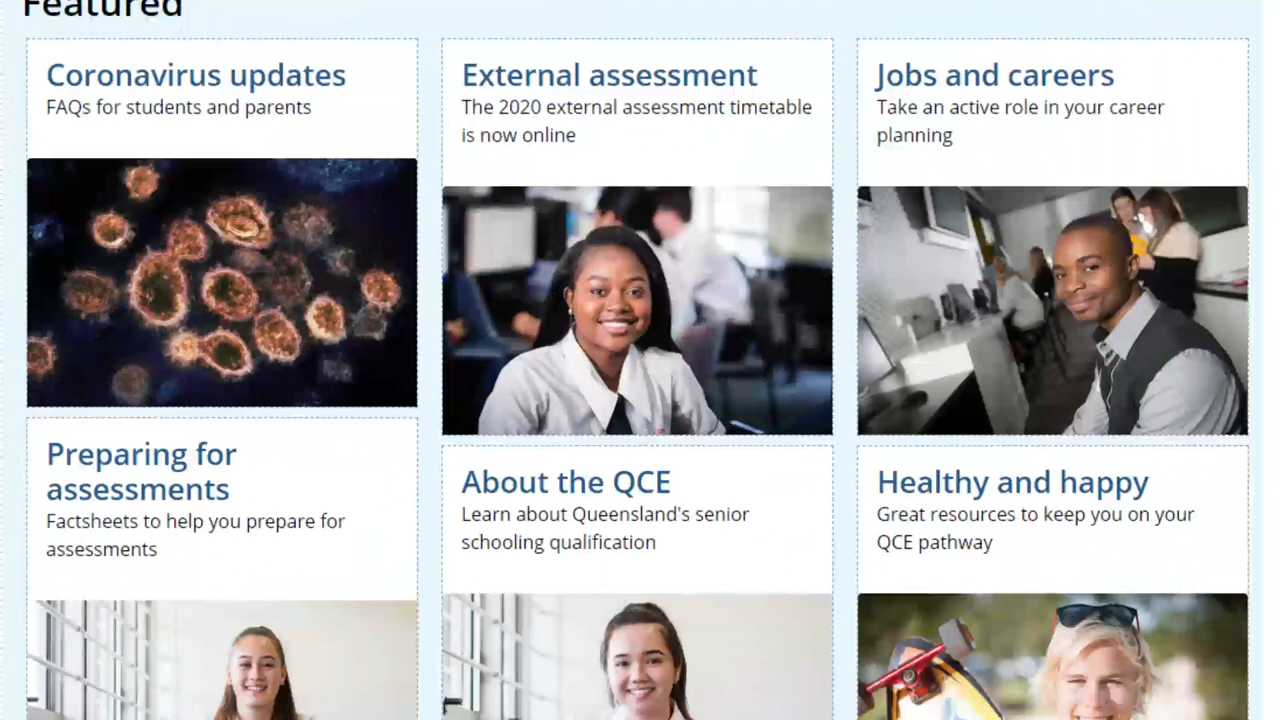 Featured
Coronavirus updates
FAQs for students and parents
External assessment
The 2020 external assessment timetable
is now online
Jobs and careers
Take an active role in your career
planning
Preparing for
assessments
Factsheets to help you prepare for
assessments
About the QCE
Learn about Queensland's senior
schooling qualification
Healthy and happy
Great resources to keep you on your
QCE pathway